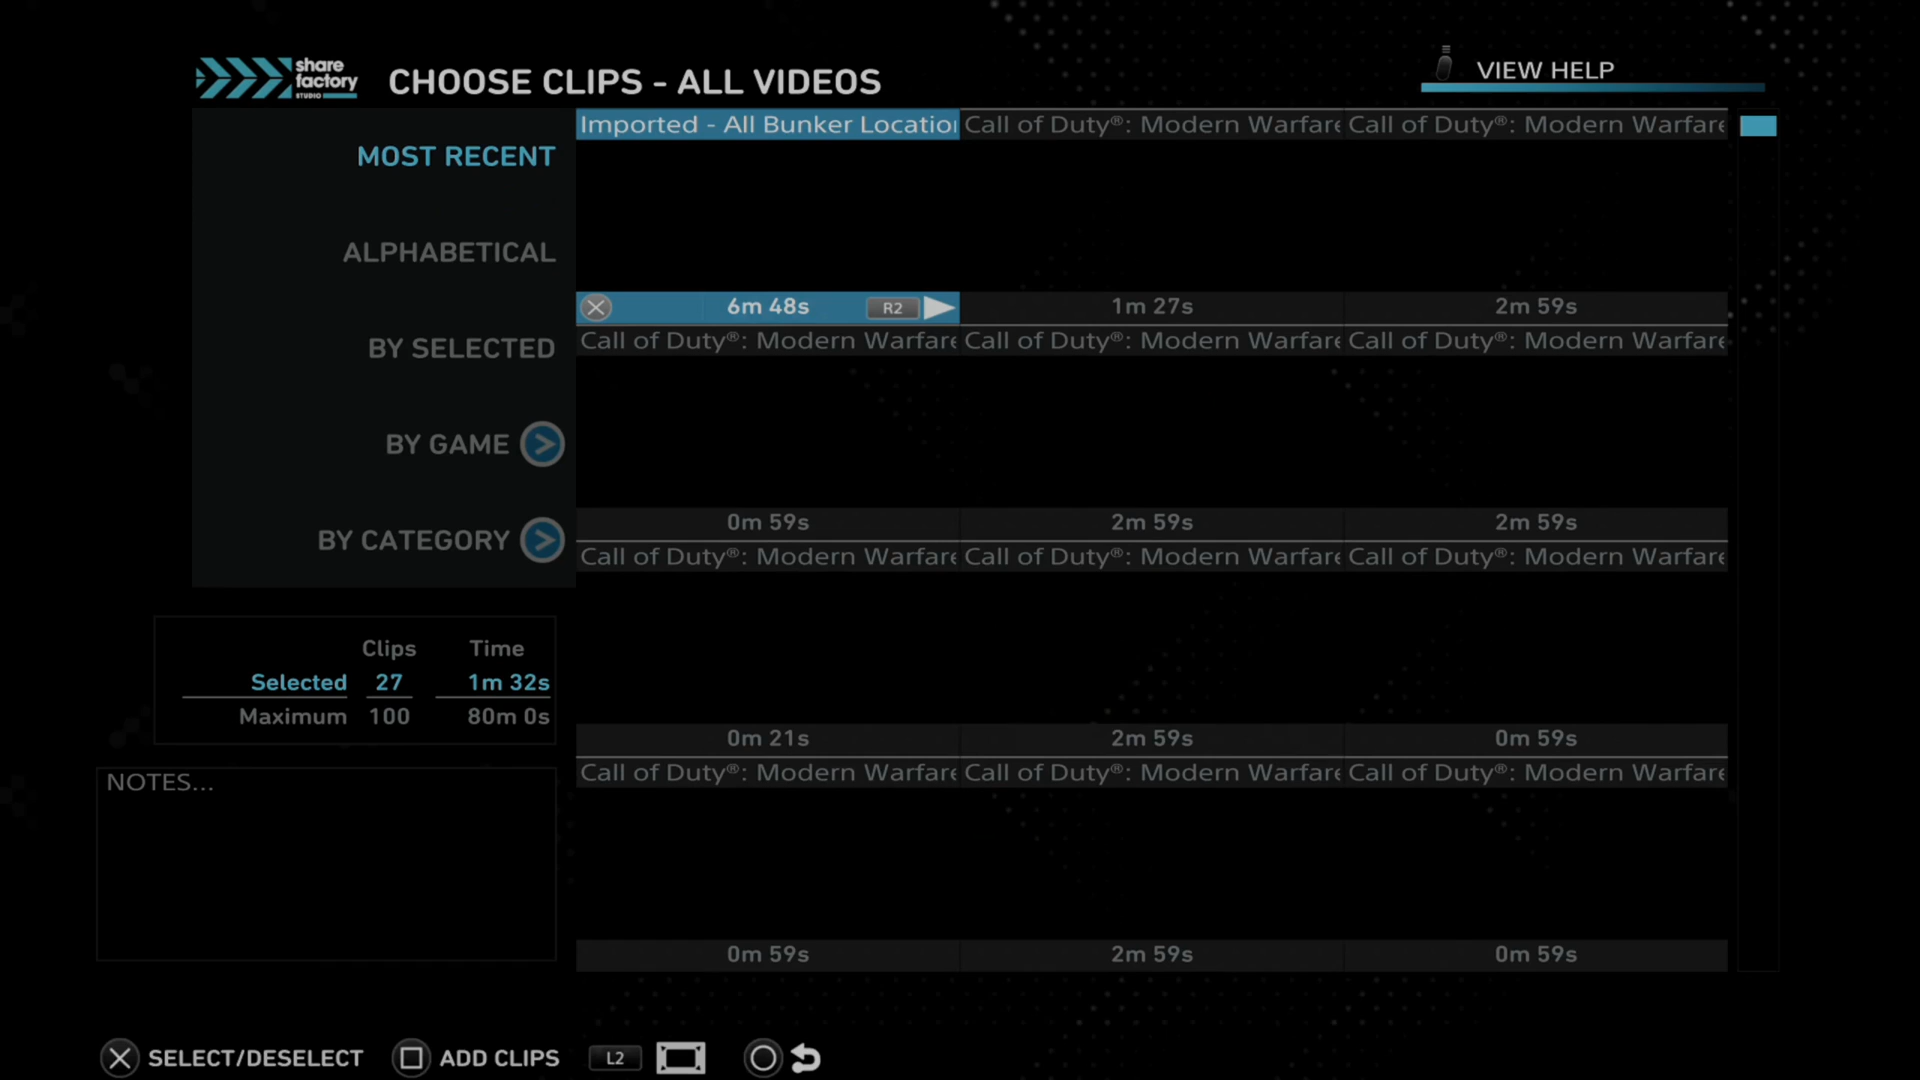 share
factory
STUDIO
CHOOSE CLIPS - ALL VIDEOS
VIEW HELP
MOST RECENT
ALPHABETICAL
BY SELECTED
BY GAME
BY CATEGORY
Imported - All Bunker Location Call of Duty®: Modern Warfare Call of Duty®: Modern Warfare
6m 48s R2 1m 27s 2m 59s
Call of Duty®: Modern Warfare Call of Duty®: Modern Warfare Call of Duty®: Modern Warfare
0m 59s 2m 59s 2m 59s
Call of Duty®: Modern Warfare Call of Duty®: Modern Warfare Call of Duty®: Modern Warfare
0m 21s 2m 59s 0m 59s
Call of Duty®: Modern Warfare Call of Duty®: Modern Warfare Call of Duty®: Modern Warfare
0m 59s 2m 59s 0m 59s
Clips Time
Selected 27 1m 32s
Maximum 100 80m 0s
NOTES...
SELECT/DESELECT ADD CLIPS L2